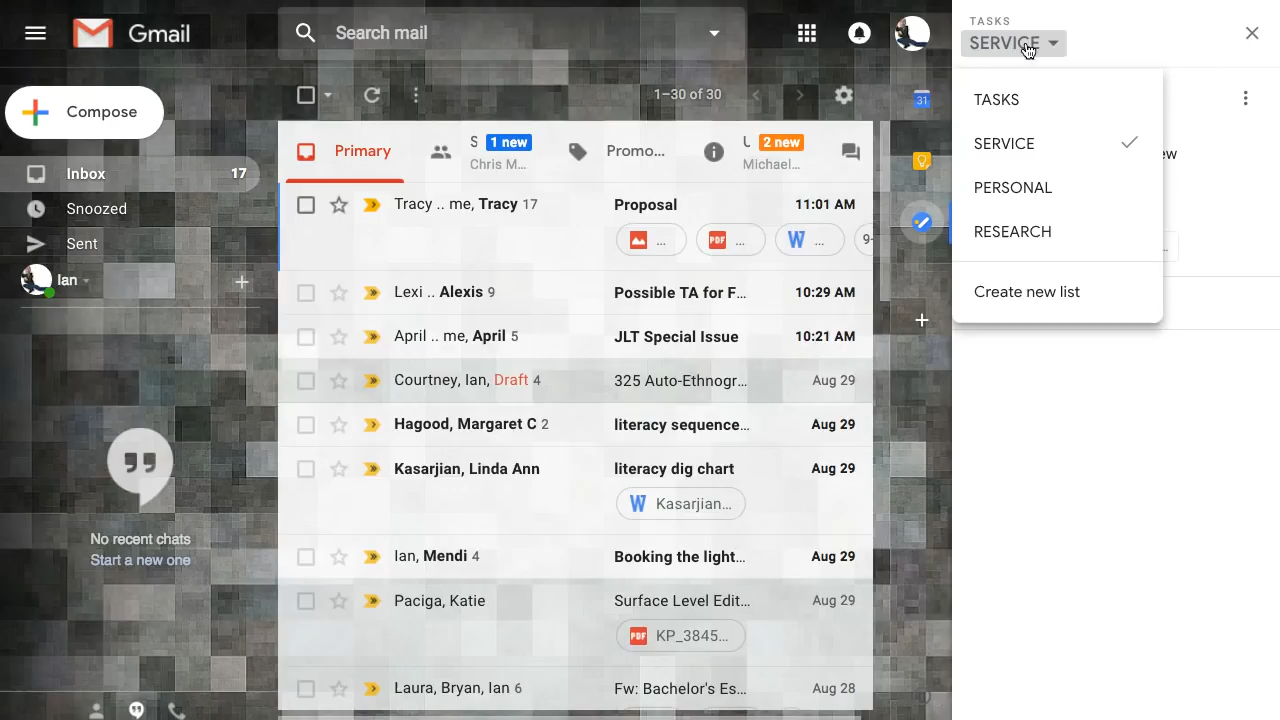 Gmail
Search mail
TASKS
SERVICE
Compose
1–30 of 30
31
TASKS
SERVICE
PERSONAL
RESEARCH
Create new list
Inbox 17
Snoozed
Sent
Ian
Primary
S 1 new
Chris M...
Promo...
2 new
Michael...
Tracy .. me, Tracy 17 Proposal 11:01 AM
PDF ... W ...
Lexi .. Alexis 9 Possible TA for F... 10:29 AM
April .. me, April 5 JLT Special Issue 10:21 AM
Courtney, Ian, Draft 4 325 Auto-Ethnogr... Aug 29
Hagood, Margaret C 2 literacy sequence... Aug 29
Kasarjian, Linda Ann literacy dig chart Aug 29
W Kasarjian...
Ian, Mendi 4 Booking the light... Aug 29
Paciga, Katie Surface Level Edit... Aug 29
PDF KP_3845...
Laura, Bryan, Ian 6 Fw: Bachelor's Es... Aug 28
No recent chats
Start a new one